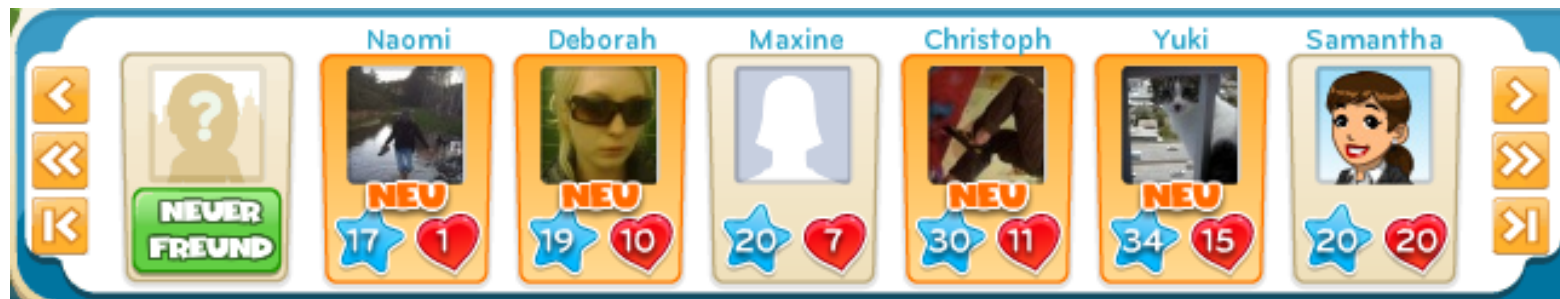 Naomi
Deborah
Maxine
Christoph
Yuki
Samantha
?
NEUER
FREUND
NEU
17
1
NEU
19
10
20
7
NEU
30
11
NEU
34
15
20
20